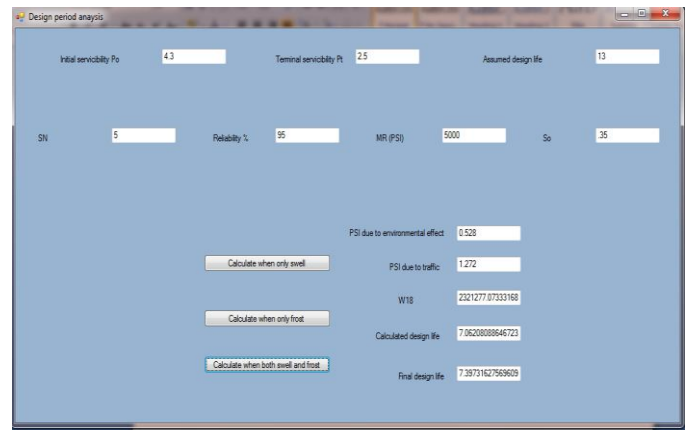 Design period anaysis
Initial servicibility Po 4.3 Terminal servicibility Pt 2.5 Assumed design life 13
SN 5 Reliability % 95 MR (PSI) 5000 So .35
PSI due to environmental effect 0.528
Calculate when only swell PSI due to traffic 1.272
W18 2321277.07333168
Calculate when only frost
Calculated design life 7.06208088646723
Calculate when both swell and frost
Final design life 7.39731627569609